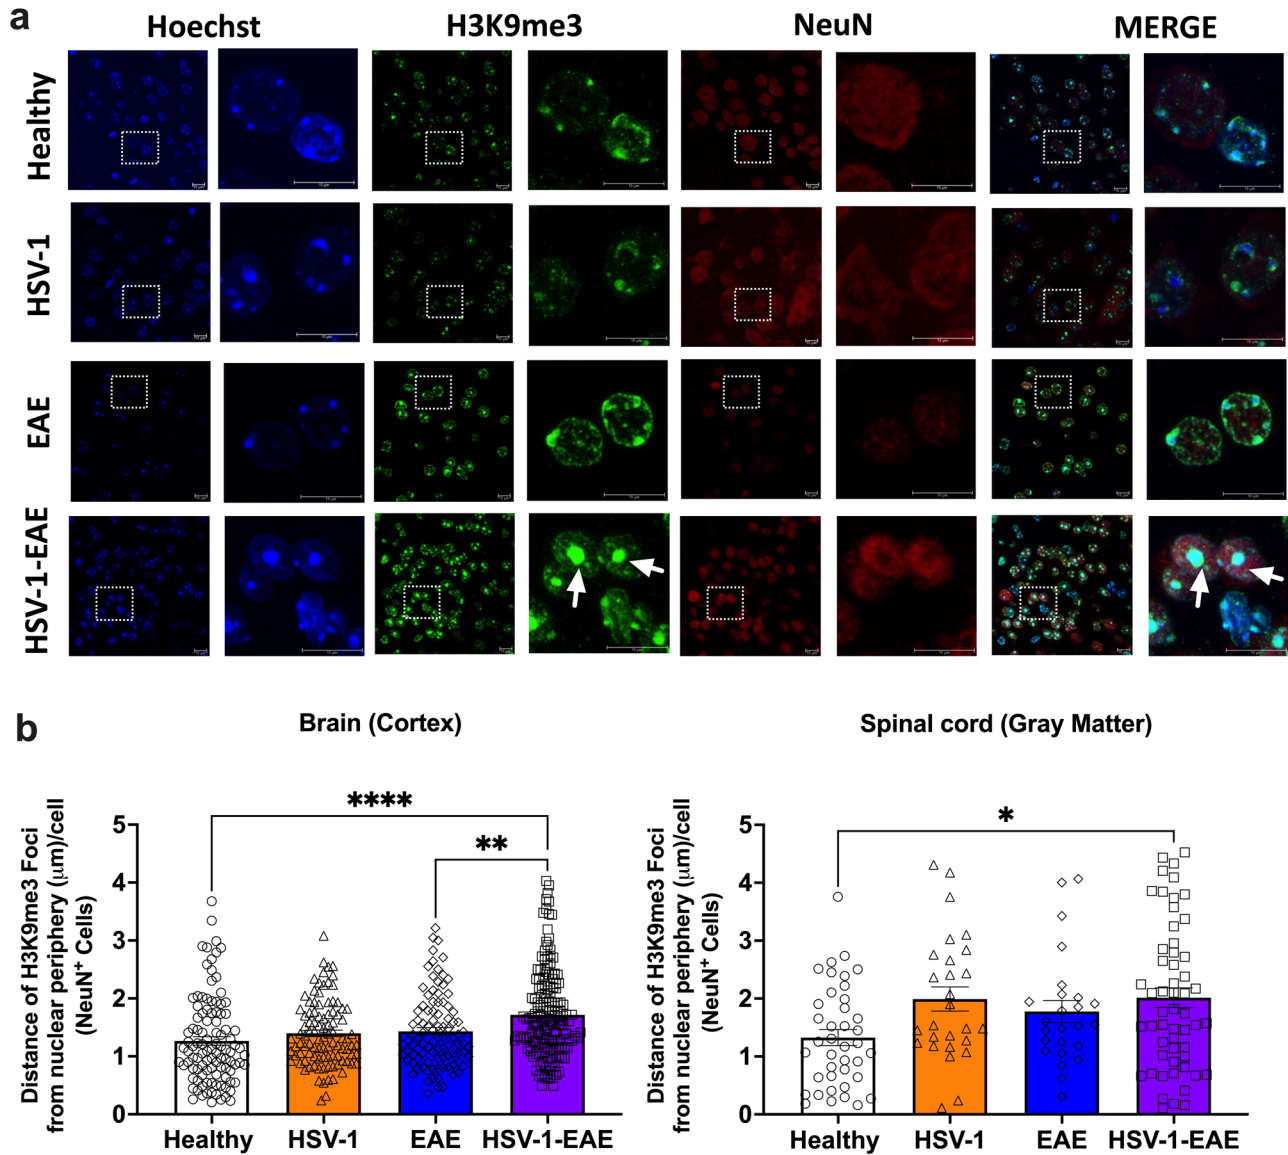 a
Hoechst H3K9me3 NeuN MERGE
Healthy
HSV-1
EAE
HSV-1-EAE
b
Brain (Cortex)
Distance of H3K9me3 Foci
from nuclear periphery (μm)/cell
(NeuN+ Cells)
5
4
3
2
1
0
****
**
Healthy HSV-1 EAE HSV-1-EAE
Spinal cord (Gray Matter)
Distance of H3K9me3 Foci
from nuclear periphery (μm)/cell
(NeuN+ Cells)
5
4
3
2
1
0
*
Healthy HSV-1 EAE HSV-1-EAE